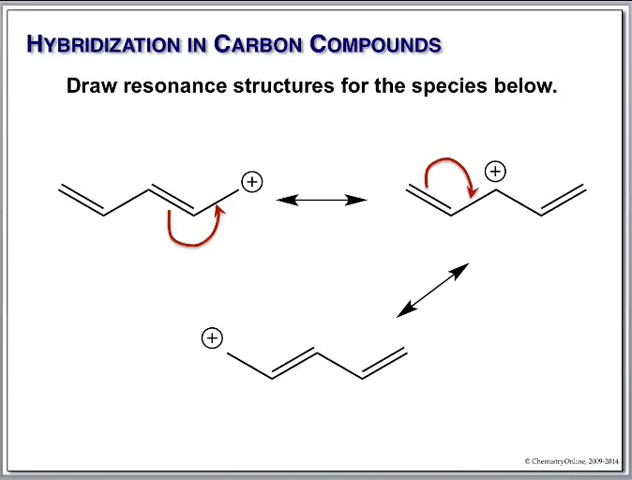 HYBRIDIZATION IN CARBON COMPOUNDS
Draw resonance structures for the species below.
+
+
+
© ChemistryOnline, 2009-2014